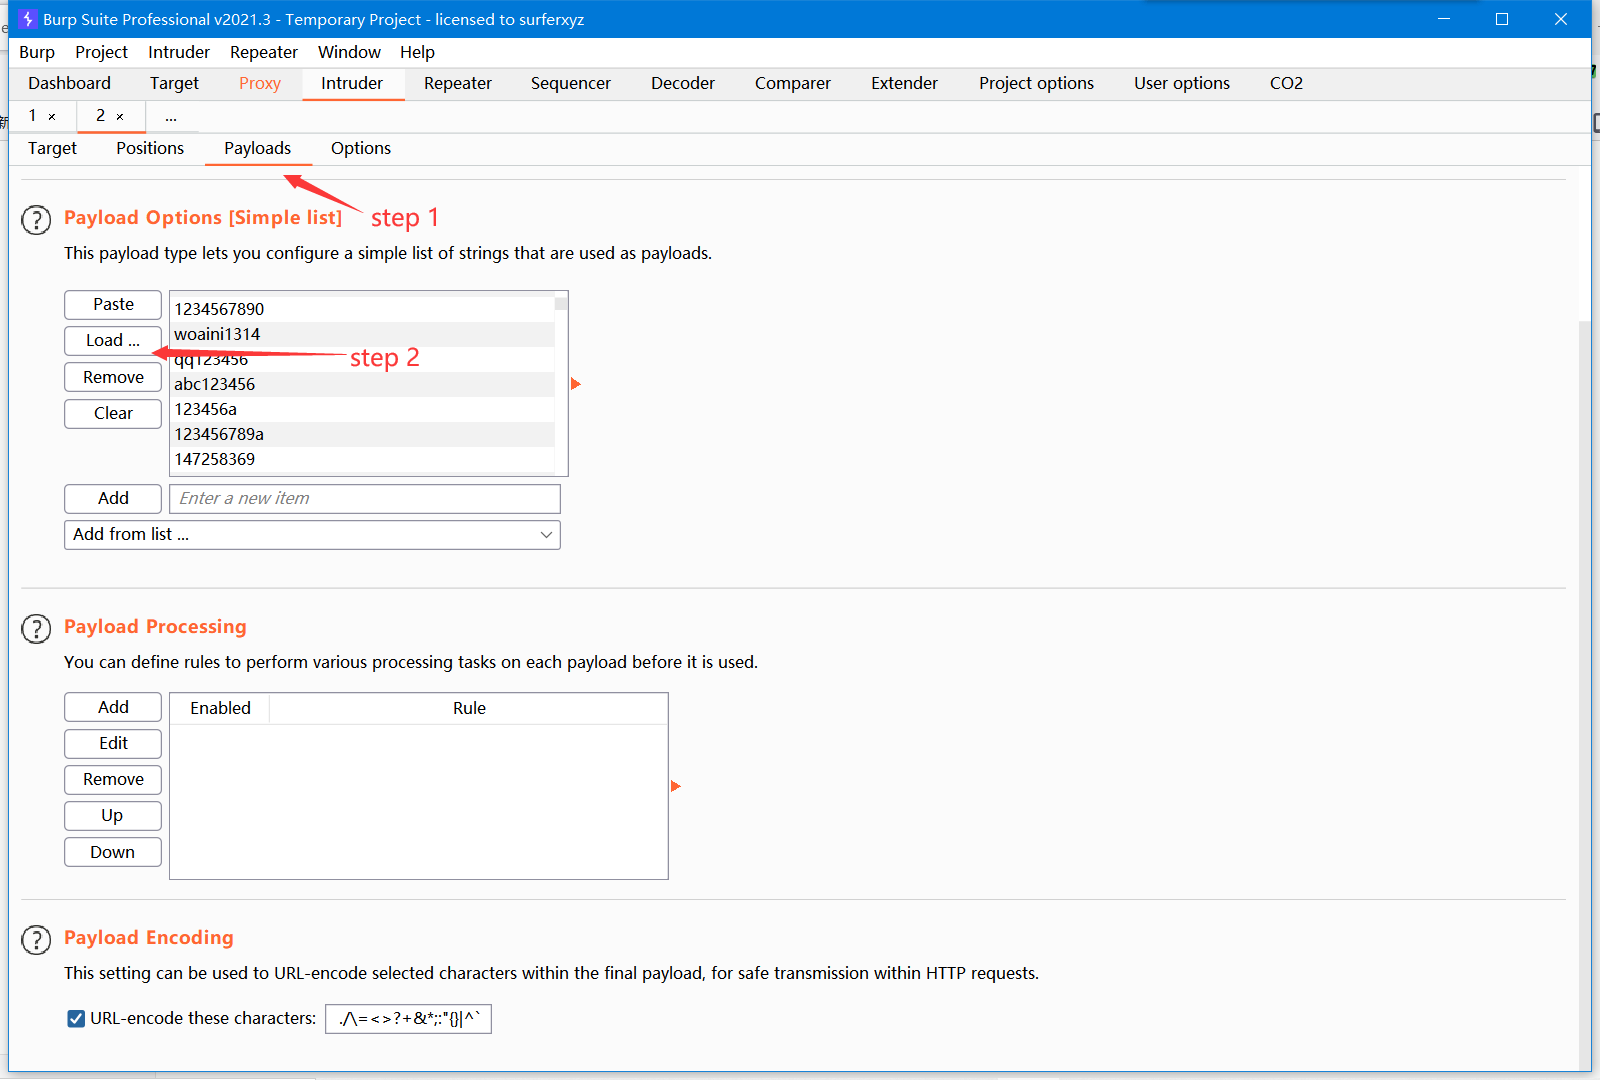 Burp Suite Professional v2021.3 - Temporary Project - licensed to surferxyz
Burp Project Intruder Repeater Window Help
Dashboard Target Proxy Intruder Repeater Sequencer Decoder Comparer Extender Project options User options CO2
1 × 2 × ...
Target Positions Payloads Options
step 1
Payload Options [Simple list]
This payload type lets you configure a simple list of strings that are used as payloads.
Paste
Load ...
Remove
Clear
1234567890
woaini1314
qq123456
abc123456
123456a
123456789a
147258369
step 2
Add
Enter a new item
Add from list ...
Payload Processing
You can define rules to perform various processing tasks on each payload before it is used.
Add
Edit
Remove
Up
Down
Enabled Rule
Payload Encoding
This setting can be used to URL-encode selected characters within the final payload, for safe transmission within HTTP requests.
URL-encode these characters: ./\=<>?+&*;:"{}|^`